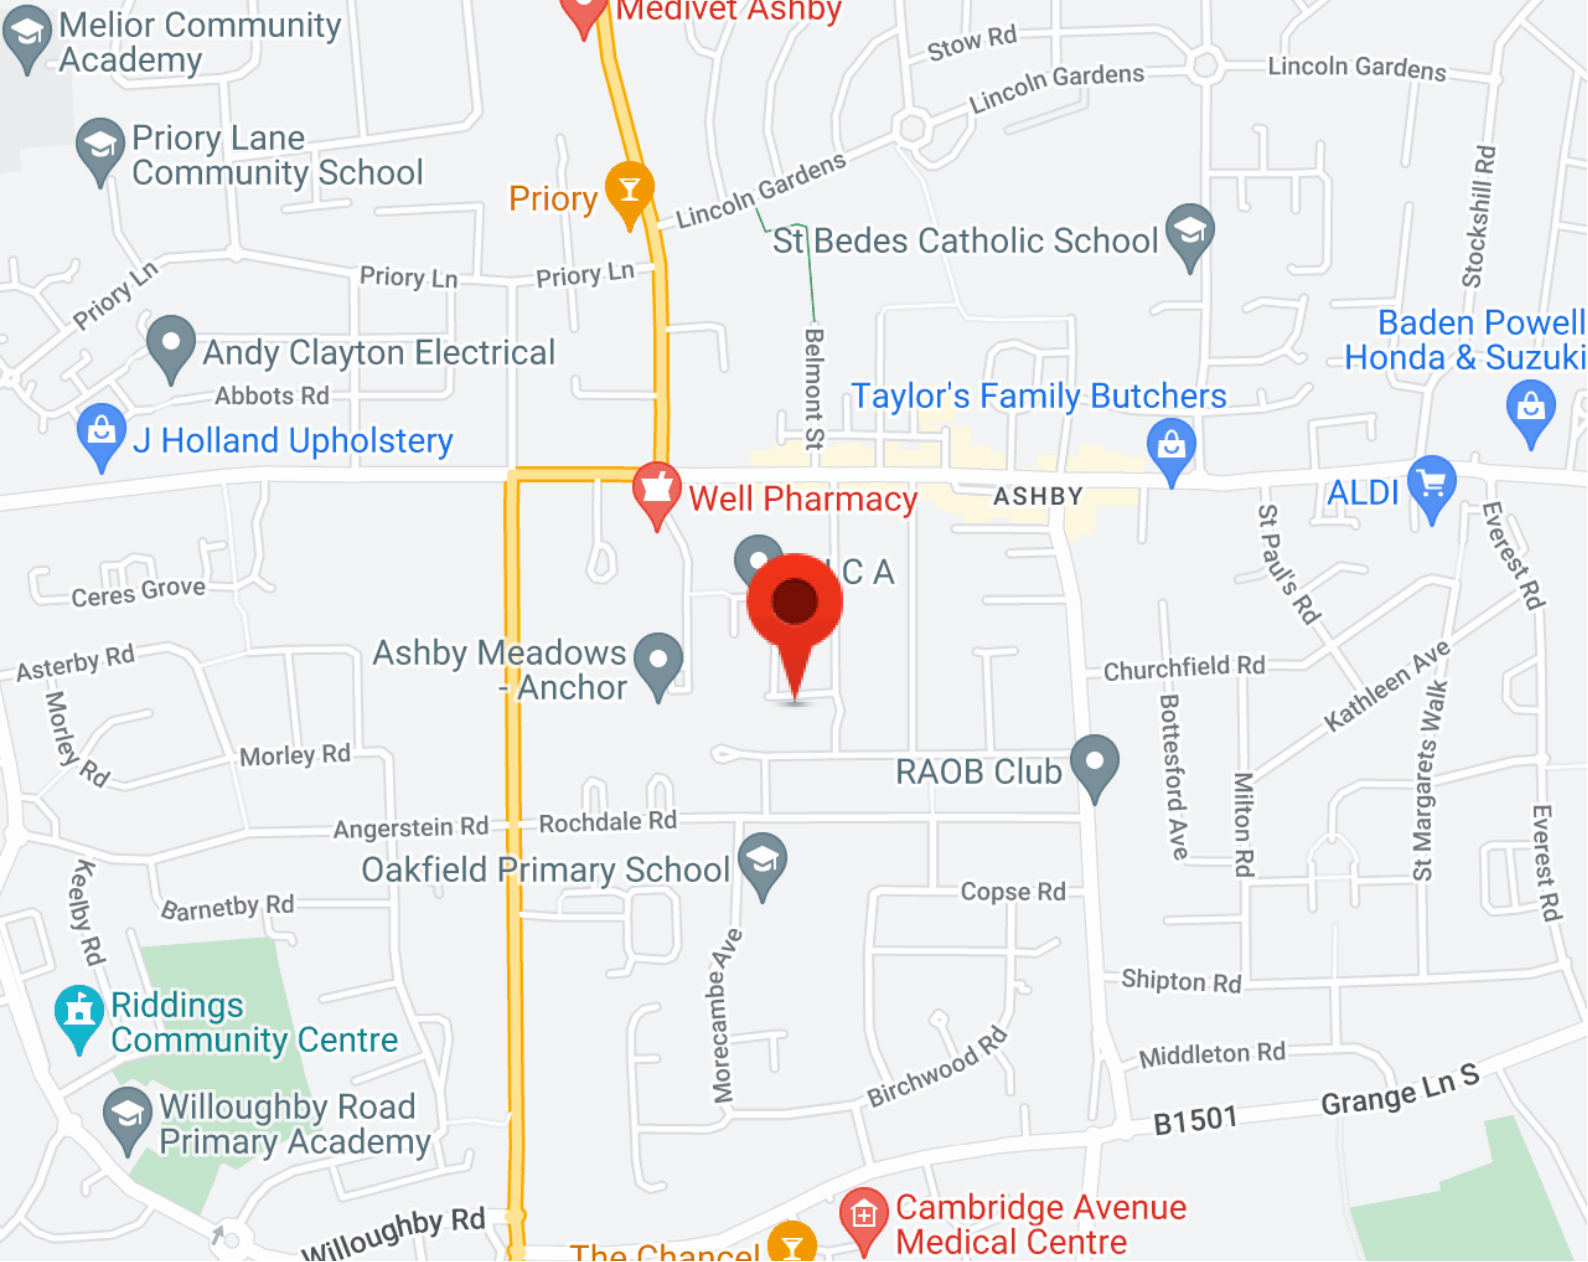 Medivet Ashby
Melior Community
Academy
Stow Rd
Lincoln Gardens
Lincoln Gardens
Priory Lane
Community School
Priory
Lincoln Gardens
Stockshill Rd
St Bedes Catholic School
Priory Ln
Priory Ln
Priory Ln
Baden Powell
Honda & Suzuki
Andy Clayton Electrical
Belmont St
Abbots Rd
Taylor's Family Butchers
J Holland Upholstery
Well Pharmacy
ASHBY
ALDI
St Paul's Rd
Everest Rd
C A
Ceres Grove
Asterby Rd
Ashby Meadows
- Anchor
Churchfield Rd
Kathleen Ave
Morley Rd
Morley Rd
Bottesford Ave
St Margarets Walk
RAOB Club
Milton Rd
Angerstein Rd
Rochdale Rd
Everest Rd
Oakfield Primary School
Keelby Rd
Copse Rd
Barnetby Rd
Morecambe Ave
Shipton Rd
Riddings
Community Centre
Middleton Rd
Birchwood Rd
Grange Ln S
B1501
Willoughby Road
Primary Academy
Willoughby Rd
Cambridge Avenue
Medical Centre
The Chancel